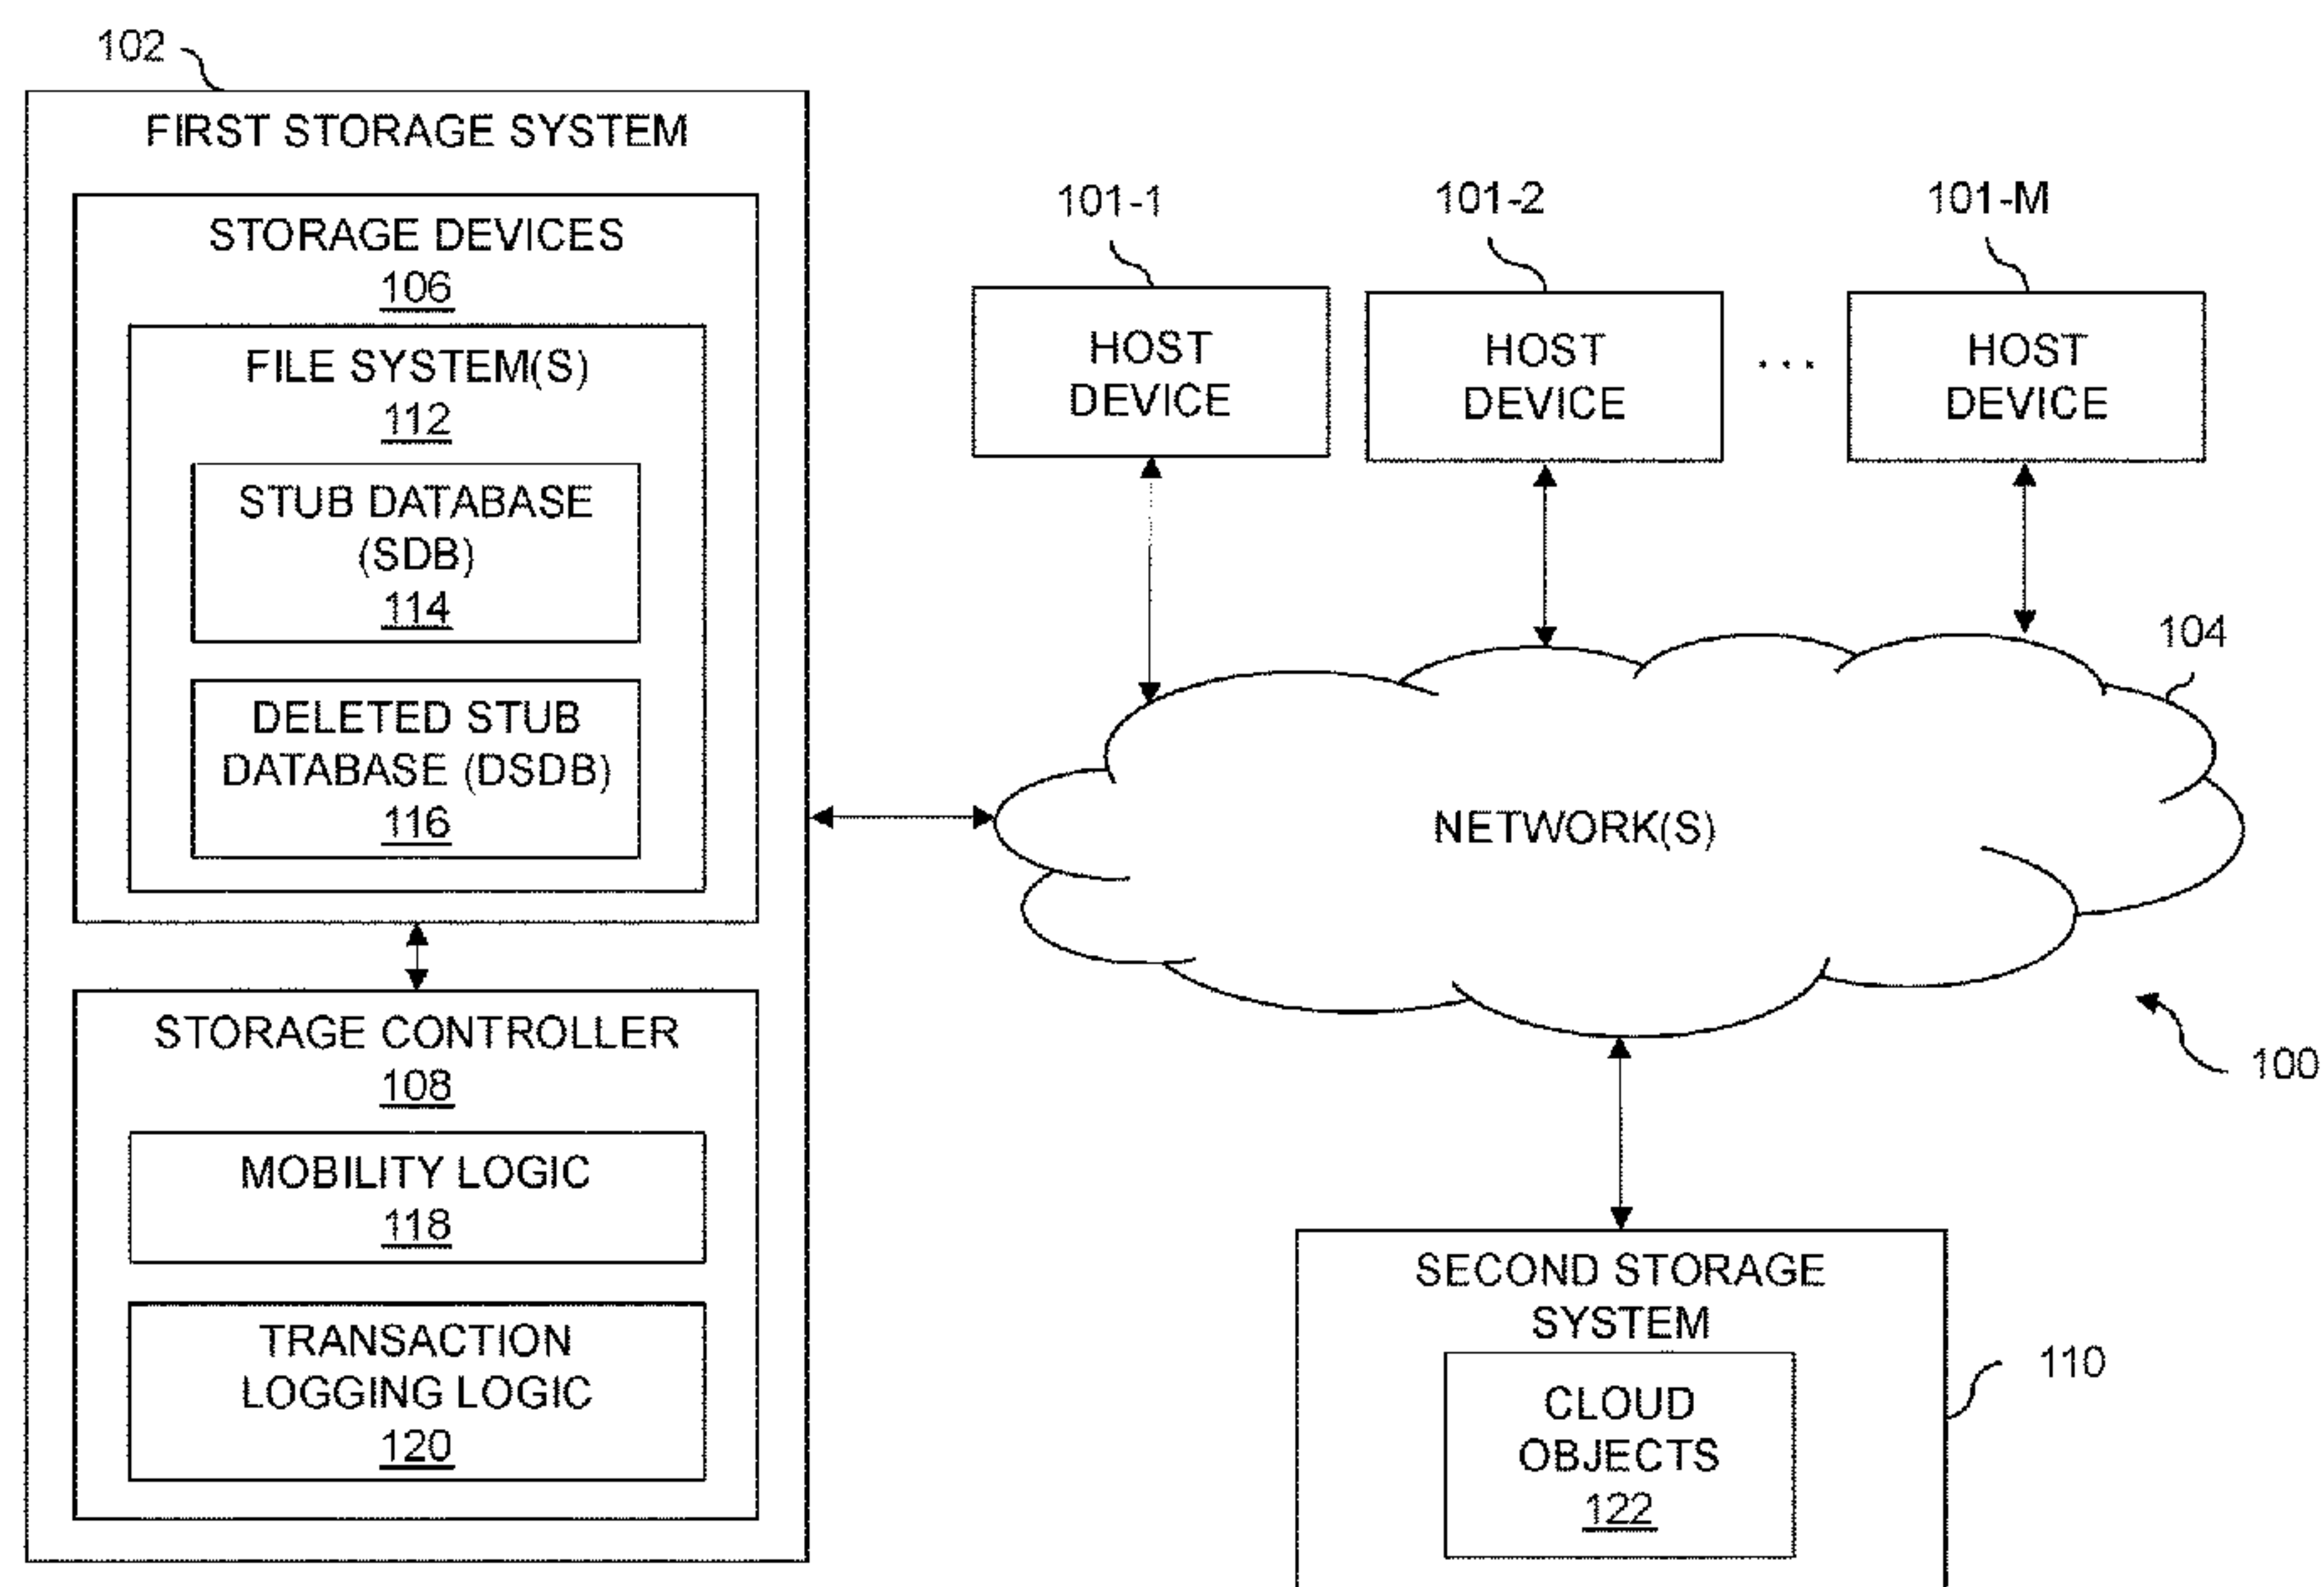 102
FIRST STORAGE SYSTEM
STORAGE DEVICES
106
FILE SYSTEM(S)
112
STUB DATABASE
(SDB)
114
DELETED STUB
DATABASE (DSDB)
116
STORAGE CONTROLLER
108
MOBILITY LOGIC
118
TRANSACTION
LOGGING LOGIC
120
101-1
HOST
DEVICE
101-2
HOST
DEVICE
...
101-M
HOST
DEVICE
104
NETWORK(S)
100
SECOND STORAGE
SYSTEM
110
CLOUD
OBJECTS
122